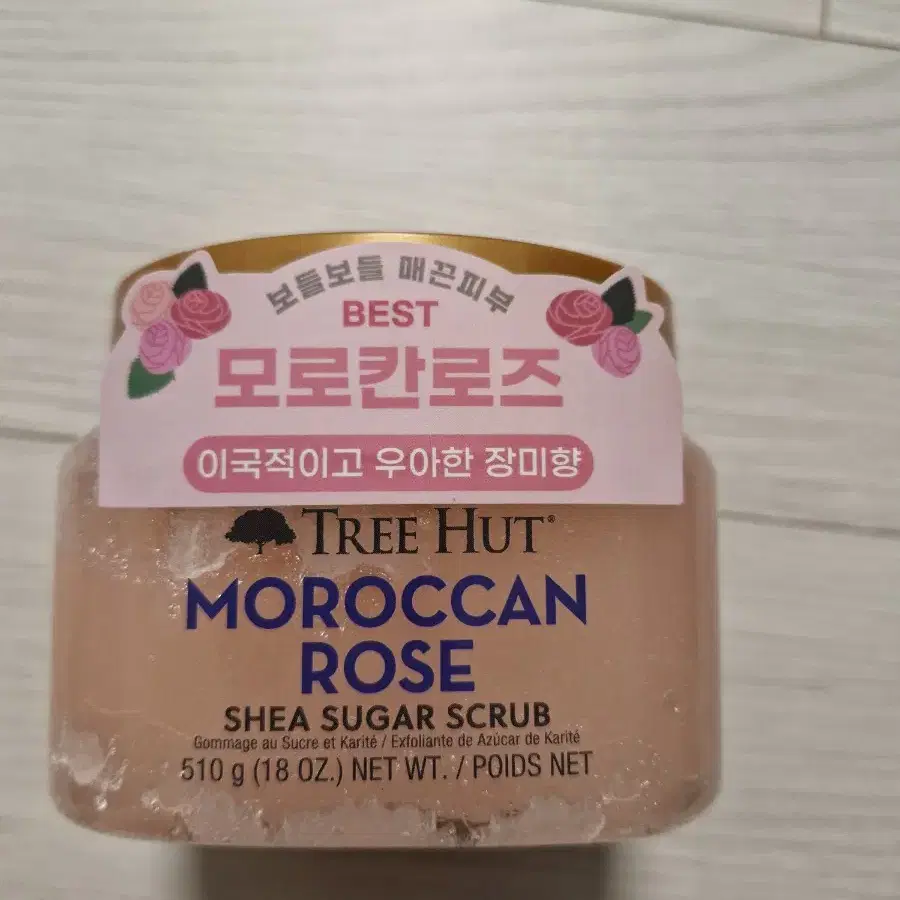 보들보들 매끈피부
BEST
모로칸로즈
이국적이고 우아한 장미향
TREE HUT®
MOROCCAN
ROSE
SHEA SUGAR SCRUB
Gommage au Sucre et Karité / Exfoliante de Azúcar de Karité
510 g (18 OZ.) NET WT. / POIDS NET